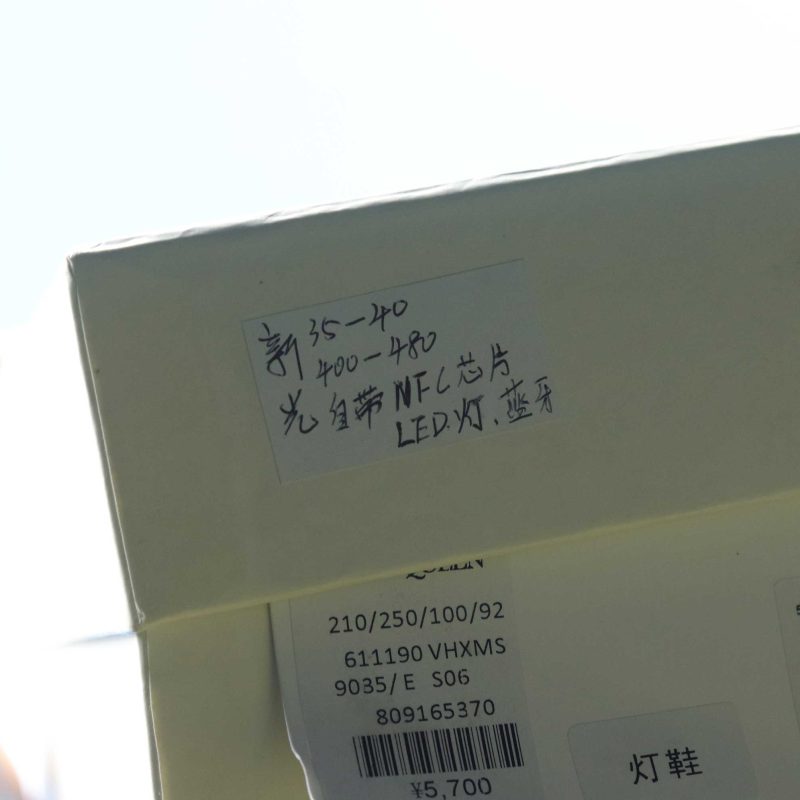 新 35-40
400-480
光 自带NFC芯片
LED灯、蓝牙
QUEEN
210/250/100/92
611190 VHXMS
9035/ E S06
809165370
¥5,700
灯鞋